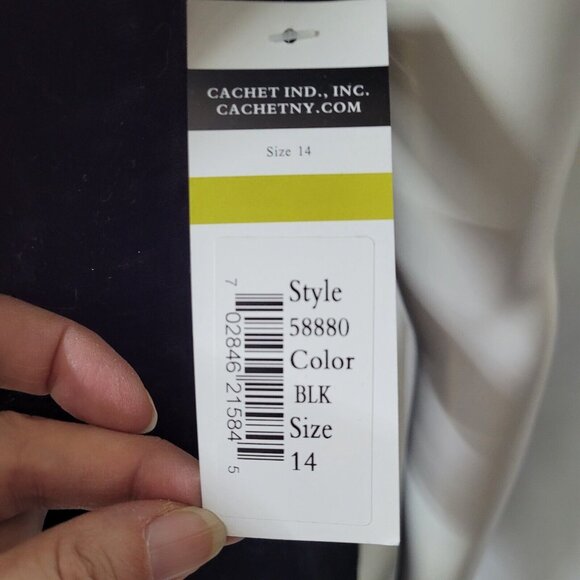 CACHET IND., INC.
CACHETNY.COM
Size 14
Style
58880
Color
BLK
Size
14
7 02846 21584 5